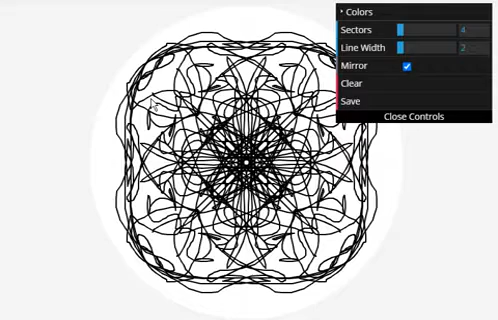 Colors
Sectors 4
Line Width 2
Mirror
Clear
Save
Close Controls